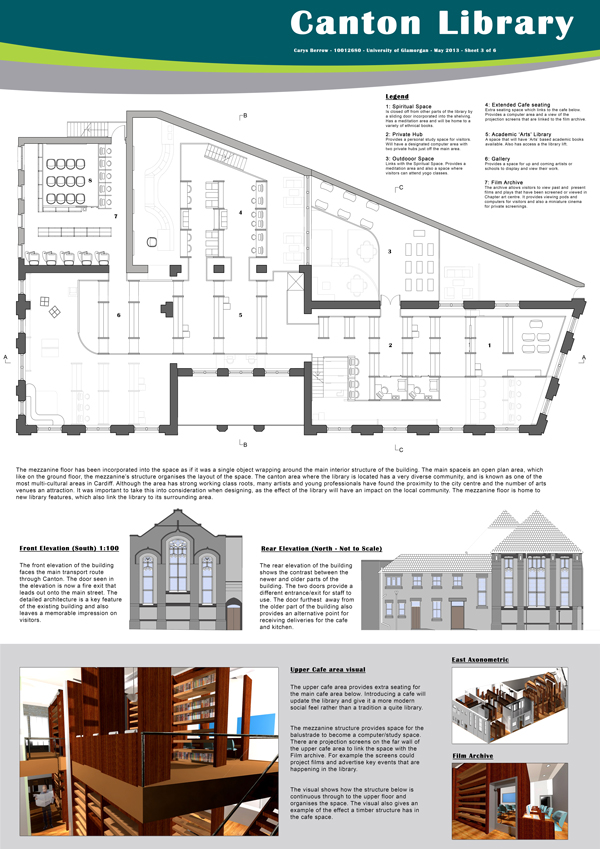 Canton Library
Carys Berrow - 10012680 - University of Glamorgan - May 2013 - Sheet 3 of 6
Legend
1: Spiritual Space
Is closed off from other parts of the library by
a sliding door incorporated into the shelving.
Has a meditation area and will be home to a
variety of ethnical books.
2: Private Hub
Provides a personal study space for visitors
Will have a designated computer area with
two private hubs just off the main area.
3: Outdooor Space
Links with the Spiritual Space. Provides a
meditation area and also a space where
visitors can attend yoga classes.
4: Extended Cafe seating
Extra seating space which links to the cafe below.
Provides a computer area and a view of the
projection screens that are linked to the film archive.
5: Academic 'Arts' Library
A space that will have 'Arts' based academic books
available. Also has access a the library lift.
6: Gallery
Provides a space for up and coming artists or
schools to display and view their work.
7: Film Archive
The archive allows visitors to view past and present
films and plays that have been screened or viewed in
Chapter art centre. It provides viewing pods and
computers for visitors and also a minature cinema
for private screenings.
B
C
8
7
4
3
6
5
2
1
A
A
B
C
The mezzanine floor has been incorporated into the space as if it was a single object wrapping around the main interior structure of the building. The main spaceis an open plan area, which
like on the ground floor, the mezzanine's structure organises the layout of the space. The canton area where the library is located has a very diverse community, and is known as one of the
most multi-cultural areas in Cardiff. Although the area has strong working class roots, many artists and young professionals have found the proximity to the city centre and the number of arts
venues an attraction. It was important to take this into consideration when designing, as the effect of the library will have an impact on the local community. The mezzanine floor is home to
new library features, which also link the library to its surrounding area.
Front Elevation (South) 1:100
The front elevation of the building
faces the main transport route
through Canton. The door seen in
the elevation is now a fire exit that
leads out onto the main street. The
detailed architecture is a key feature
of the existing building and also
leaves a memorable impression on
visitors.
Rear Elevation (North - Not to Scale)
The rear elevation of the building
shows the contrast between the
newer and older parts of the
building. The two doors provide a
different entrance/exit for staff to
use. The door furthest away from
the older part of the building also
provides an alternative point for
receiving deliveries for the cafe
and kitchen.
Upper Cafe area visual
The upper cafe area provides extra seating for
the main cafe area below. Introducing a cafe will
update the library and give it a more modern
social feel rather than a tradition a quite library.
The mezzanine structure provides space for the
balustrade to become a computer/study space.
There are projection screens on the far wall of
the upper cafe area to link the space with the
Film archive. For example the screens could
project films and advertise key events that are
happening in the library.
The visual shows how the structure below is
continuous through to the upper floor and
organises the space. The visual also gives an
example of the effect a timber structure has in
the cafe space.
East Axonometric
Film Archive